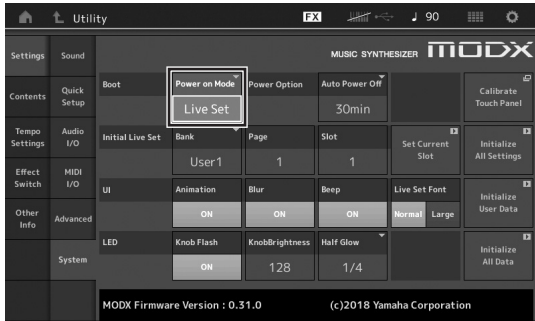 Utility FX 90
MUSIC SYNTHESIZER MODX
Settings Sound
Contents Quick Setup
Tempo Settings Audio I/O
Effect Switch MIDI I/O
Other Info Advanced
System
Boot Power on Mode Power Option Auto Power Off Calibrate Touch Panel
Live Set 30min
Initial Live Set Bank Page Slot Set Current Slot Initialize All Settings
User1 1 1
UI Animation Blur Beep Live Set Font Initialize User Data
ON ON ON Normal Large
LED Knob Flash KnobBrightness Half Glow Initialize All Data
ON 128 1/4
MODX Firmware Version : 0.31.0 (c)2018 Yamaha Corporation